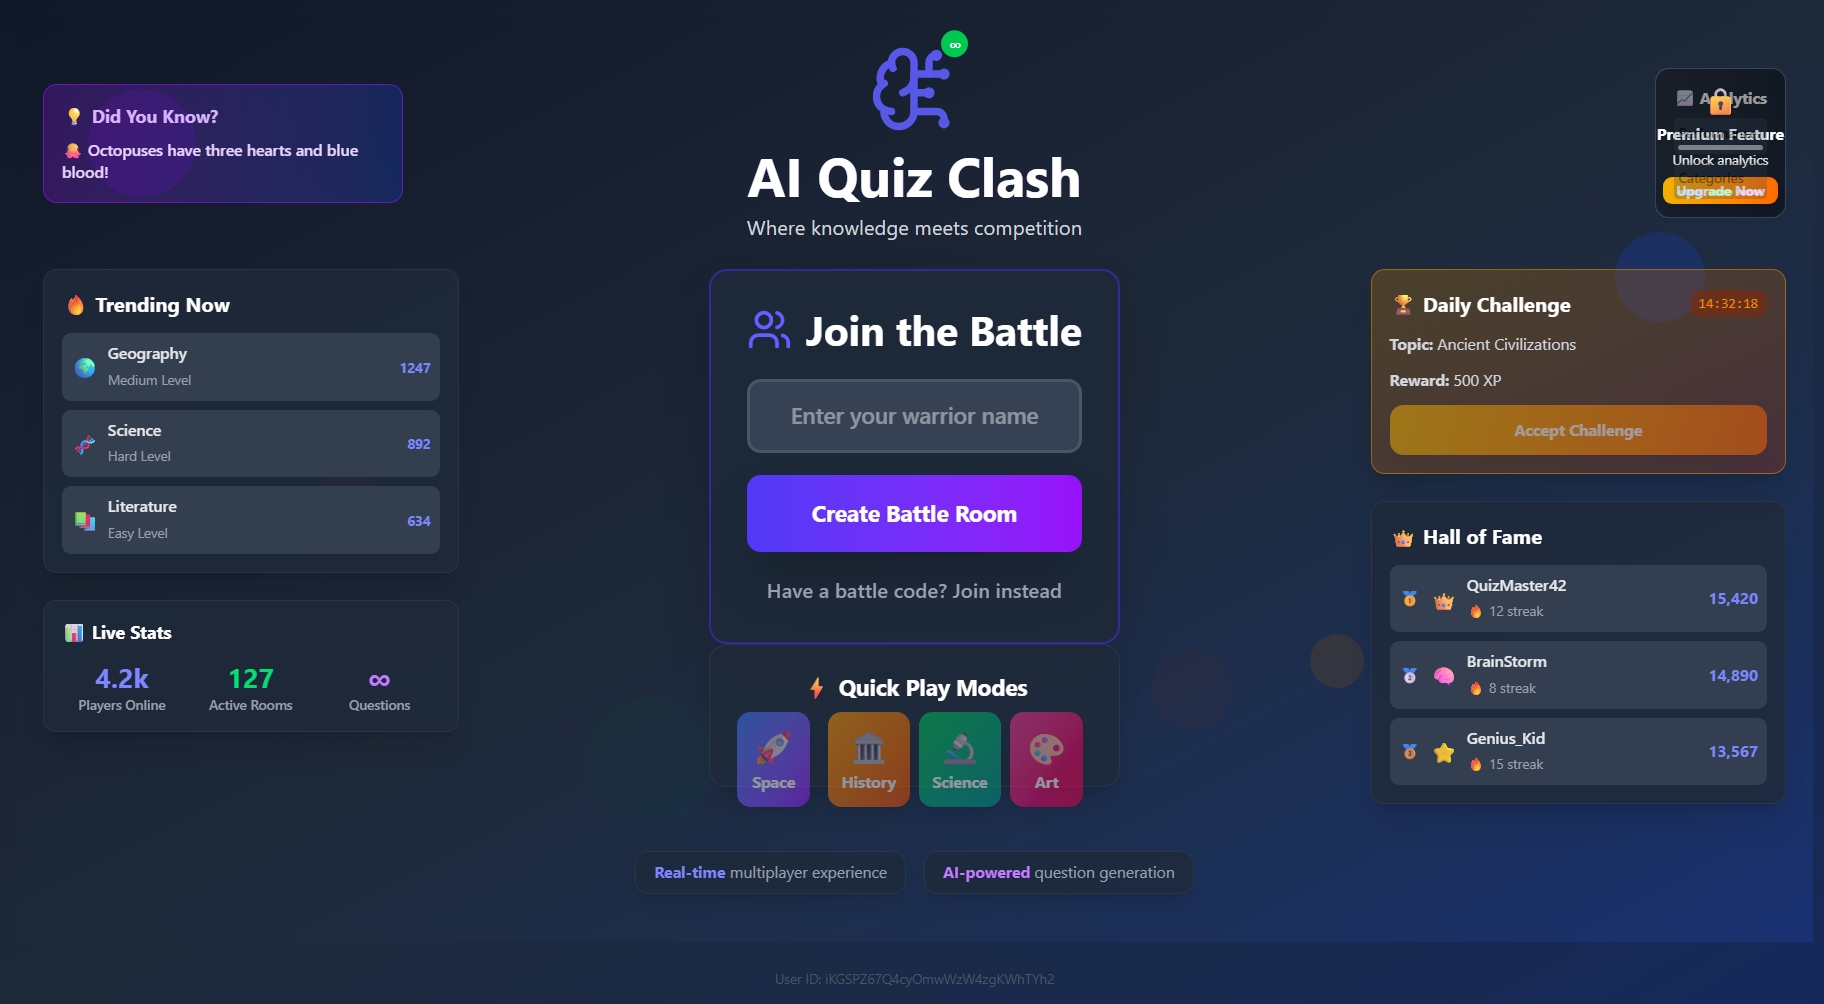 ∞
AI Quiz Clash
Where knowledge meets competition
Did You Know?
Octopuses have three hearts and blue
blood!
Analytics
Premium Feature
Unlock analytics
Categories
Upgrade Now
Trending Now
Geography
Medium Level
1247
Science
Hard Level
892
Literature
Easy Level
634
Live Stats
4.2k
Players Online
127
Active Rooms
∞
Questions
Join the Battle
Enter your warrior name
Create Battle Room
Have a battle code? Join instead
Quick Play Modes
Space
History
Science
Art
Daily Challenge
14:32:18
Topic: Ancient Civilizations
Reward: 500 XP
Accept Challenge
Hall of Fame
QuizMaster42
12 streak
15,420
BrainStorm
8 streak
14,890
Genius_Kid
15 streak
13,567
Real-time multiplayer experience
AI-powered question generation
User ID: iKGSPZ67Q4cyOmwWzW4zgKWhTYh2